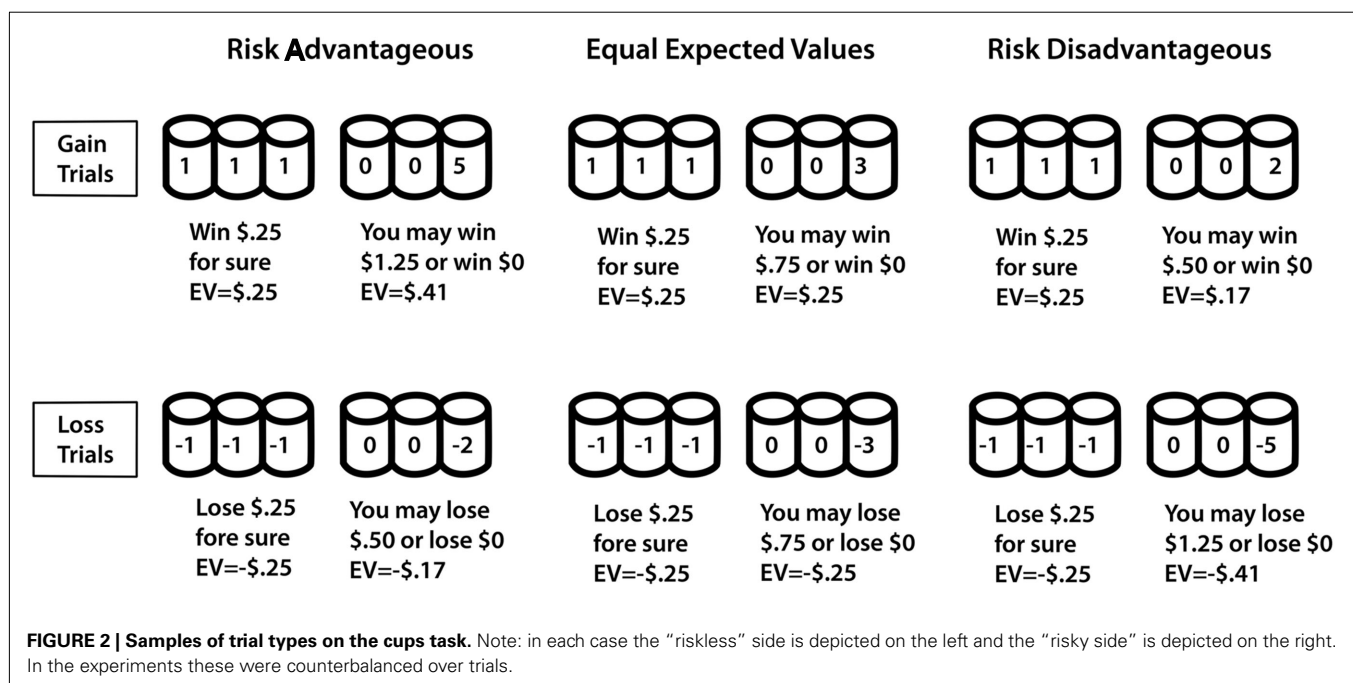 Risk Advantageous
Equal Expected Values
Risk Disadvantageous
Gain
Trials
1 1 1
0 0 5
1 1 1
0 0 3
1 1 1
0 0 2
Win $.25
for sure
EV=$.25
You may win
$1.25 or win $0
EV=$.41
Win $.25
for sure
EV=$.25
You may win
$.75 or win $0
EV=$.25
Win $.25
for sure
EV=$.25
You may win
$.50 or win $0
EV=$.17
Loss
Trials
-1 -1 -1
0 0 -2
-1 -1 -1
0 0 -3
-1 -1 -1
0 0 -5
Lose $.25
fore sure
EV=-$.25
You may lose
$.50 or lose $0
EV=-$.17
Lose $.25
fore sure
EV=-$.25
You may lose
$.75 or lose $0
EV=-$.25
Lose $.25
for sure
EV=-$.25
You may lose
$1.25 or lose $0
EV=-$.41
FIGURE 2 | Samples of trial types on the cups task. Note: in each case the “riskless” side is depicted on the left and the “risky side” is depicted on the right.
In the experiments these were counterbalanced over trials.